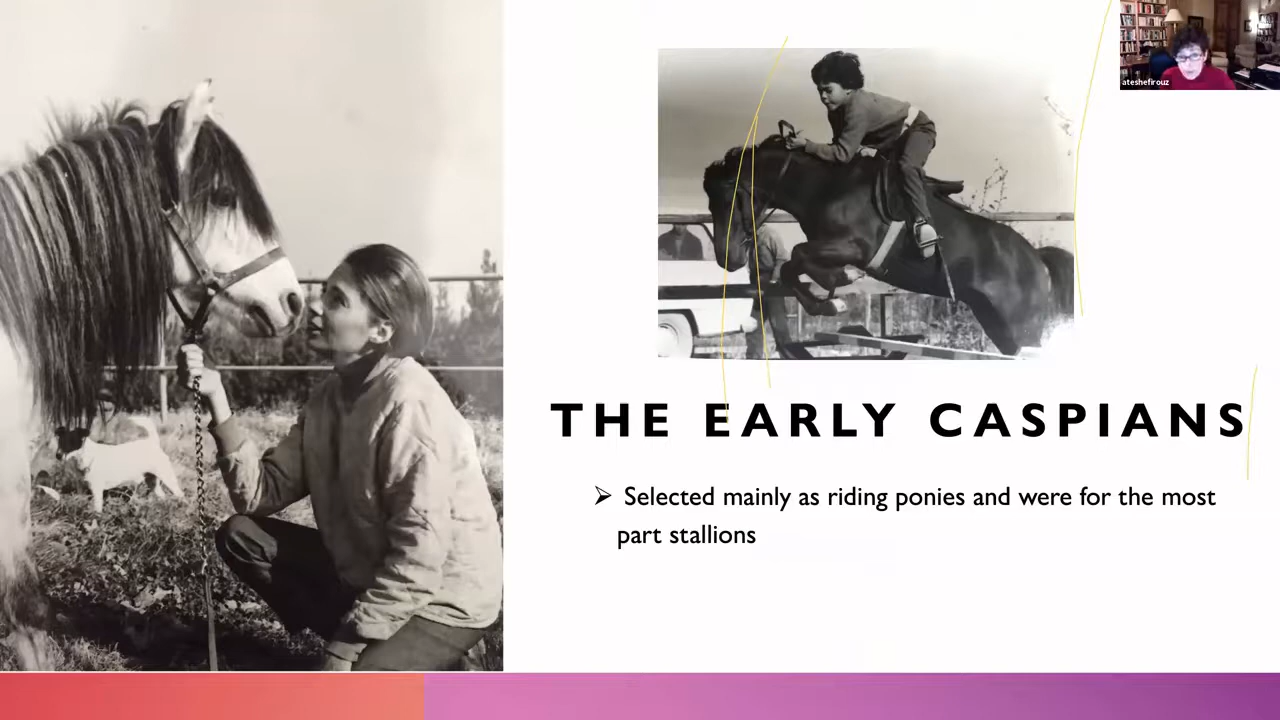 ateshefirouz
THE EARLY CASPIANS
➢ Selected mainly as riding ponies and were for the most
part stallions